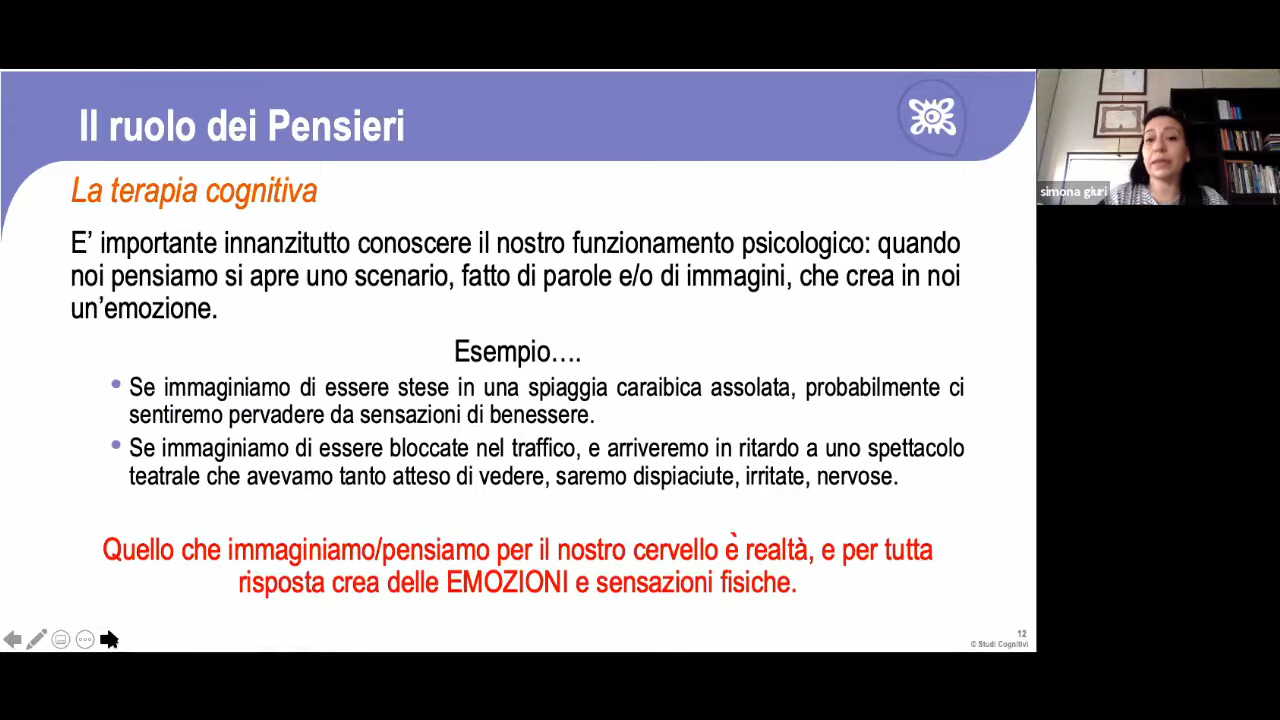 Il ruolo dei Pensieri
simona giuri
La terapia cognitiva
E’ importante innanzitutto conoscere il nostro funzionamento psicologico: quando
noi pensiamo si apre uno scenario, fatto di parole e/o di immagini, che crea in noi
un’emozione.
Esempio….
• Se immaginiamo di essere stese in una spiaggia caraibica assolata, probabilmente ci
sentiremo pervadere da sensazioni di benessere.
• Se immaginiamo di essere bloccate nel traffico, e arriveremo in ritardo a uno spettacolo
teatrale che avevamo tanto atteso di vedere, saremo dispiaciute, irritate, nervose.
Quello che immaginiamo/pensiamo per il nostro cervello è realtà, e per tutta
risposta crea delle EMOZIONI e sensazioni fisiche.
12
© Studi Cognitivi